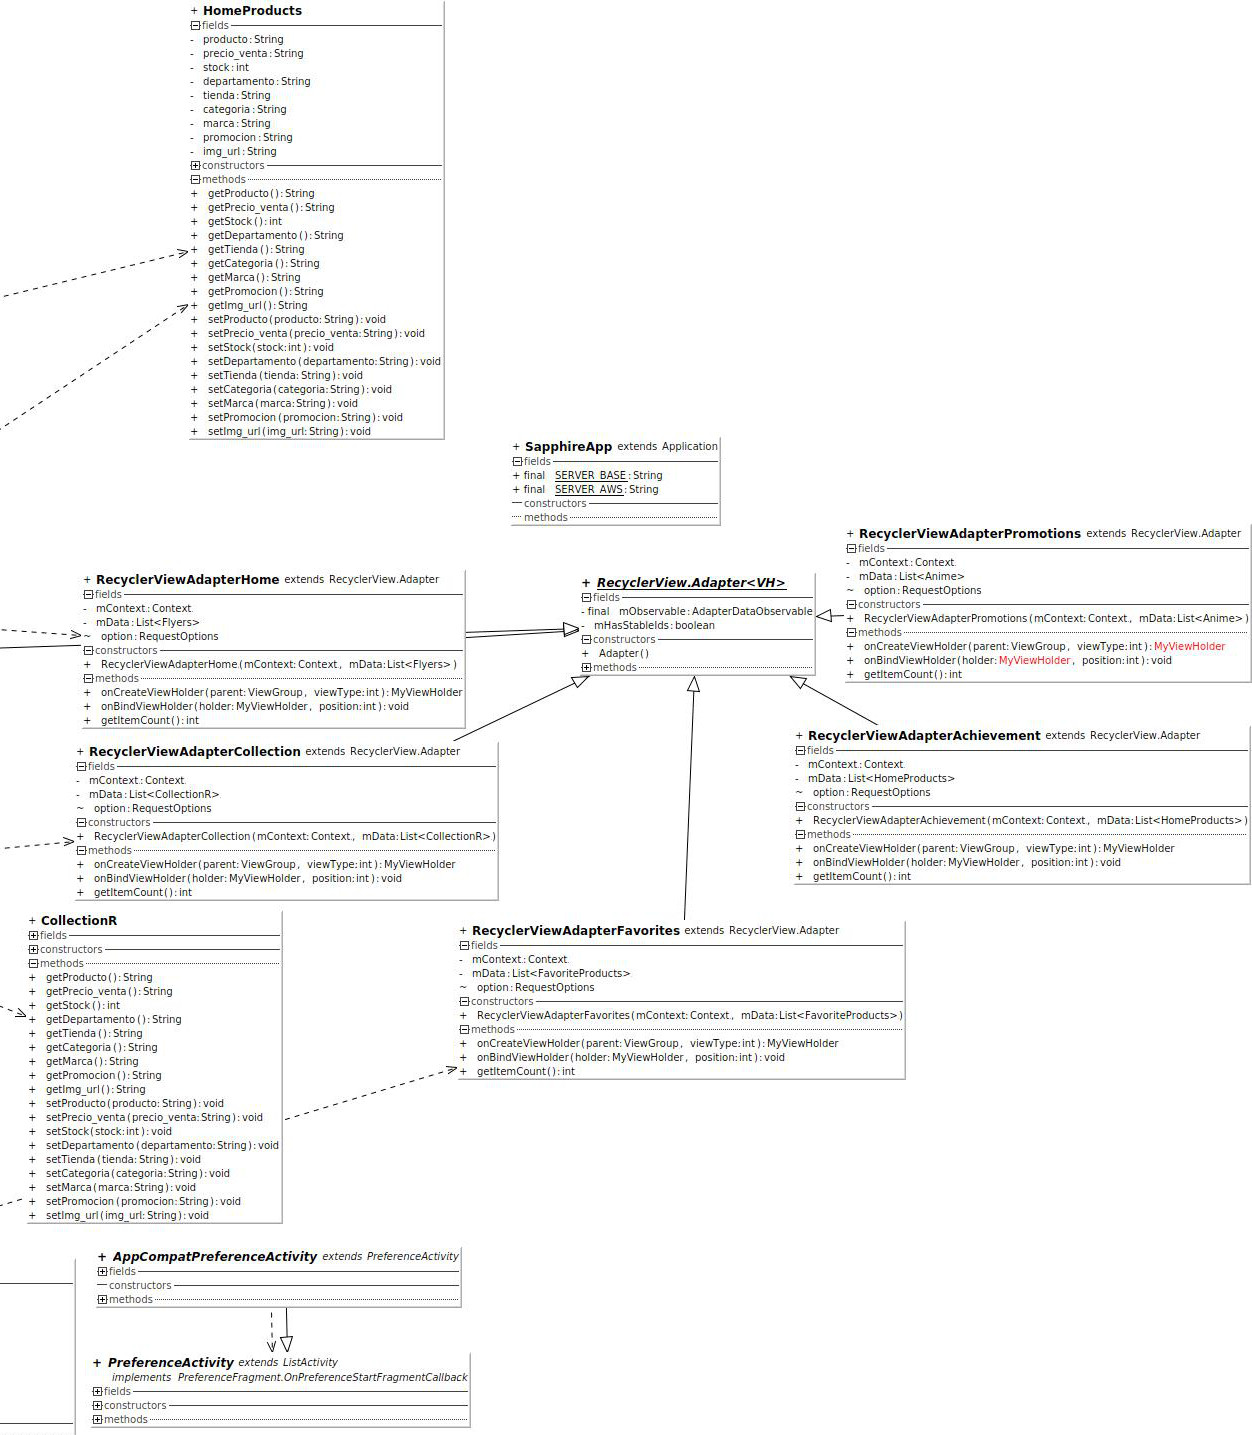 + HomeProducts
fields
- producto:String
- precio_venta:String
- stock:int
- departamento:String
- tienda:String
- categoria:String
- marca:String
- promocion:String
- img_url:String
constructors
methods
+ getProducto():String
+ getPrecio_venta():String
+ getStock():int
+ getDepartamento():String
+ getTienda():String
+ getCategoria():String
+ getMarca():String
+ getPromocion():String
+ getImg_url():String
+ setProducto(producto:String):void
+ setPrecio_venta(precio_venta:String):void
+ setStock(stock:int):void
+ setDepartamento(departamento:String):void
+ setTienda(tienda:String):void
+ setCategoria(categoria:String):void
+ setMarca(marca:String):void
+ setPromocion(promocion:String):void
+ setImg_url(img_url:String):void
+ SapphireApp extends Application
fields
+ final SERVER_BASE:String
+ final SERVER_AWS:String
constructors
methods
+ RecyclerViewAdapterPromotions extends RecyclerView.Adapter
fields
- mContext:Context
- mData:List<Anime>
~ option:RequestOptions
constructors
+ RecyclerViewAdapterPromotions(mContext:Context, mData:List<Anime>)
methods
+ onCreateViewHolder(parent:ViewGroup, viewType:int):MyViewHolder
+ onBindViewHolder(holder:MyViewHolder, position:int):void
+ getItemCount():int
+ RecyclerViewAdapterHome extends RecyclerView.Adapter
fields
- mContext:Context
- mData:List<Flyers>
~ option:RequestOptions
constructors
+ RecyclerViewAdapterHome(mContext:Context, mData:List<Flyers>)
methods
+ onCreateViewHolder(parent:ViewGroup, viewType:int):MyViewHolder
+ onBindViewHolder(holder:MyViewHolder, position:int):void
+ getItemCount():int
+ RecyclerView.Adapter<VH>
fields
- final mObservable:AdapterDataObservable
- mHasStableIds:boolean
constructors
+ Adapter()
methods
+ RecyclerViewAdapterCollection extends RecyclerView.Adapter
fields
- mContext:Context
- mData:List<CollectionR>
~ option:RequestOptions
constructors
+ RecyclerViewAdapterCollection(mContext:Context, mData:List<CollectionR>)
methods
+ onCreateViewHolder(parent:ViewGroup, viewType:int):MyViewHolder
+ onBindViewHolder(holder:MyViewHolder, position:int):void
+ getItemCount():int
+ RecyclerViewAdapterAchievement extends RecyclerView.Adapter
fields
- mContext:Context
- mData:List<HomeProducts>
~ option:RequestOptions
constructors
+ RecyclerViewAdapterAchievement(mContext:Context, mData:List<HomeProducts>)
methods
+ onCreateViewHolder(parent:ViewGroup, viewType:int):MyViewHolder
+ onBindViewHolder(holder:MyViewHolder, position:int):void
+ getItemCount():int
+ CollectionR
fields
constructors
methods
+ getProducto():String
+ getPrecio_venta():String
+ getStock():int
+ getDepartamento():String
+ getTienda():String
+ getCategoria():String
+ getMarca():String
+ getPromocion():String
+ getImg_url():String
+ setProducto(producto:String):void
+ setPrecio_venta(precio_venta:String):void
+ setStock(stock:int):void
+ setDepartamento(departamento:String):void
+ setTienda(tienda:String):void
+ setCategoria(categoria:String):void
+ setMarca(marca:String):void
+ setPromocion(promocion:String):void
+ setImg_url(img_url:String):void
+ RecyclerViewAdapterFavorites extends RecyclerView.Adapter
fields
- mContext:Context
- mData:List<FavoriteProducts>
~ option:RequestOptions
constructors
+ RecyclerViewAdapterFavorites(mContext:Context, mData:List<FavoriteProducts>)
methods
+ onCreateViewHolder(parent:ViewGroup, viewType:int):MyViewHolder
+ onBindViewHolder(holder:MyViewHolder, position:int):void
+ getItemCount():int
+ AppCompatPreferenceActivity extends PreferenceActivity
fields
constructors
methods
+ PreferenceActivity extends ListActivity
implements PreferenceFragment.OnPreferenceStartFragmentCallback
fields
constructors
methods